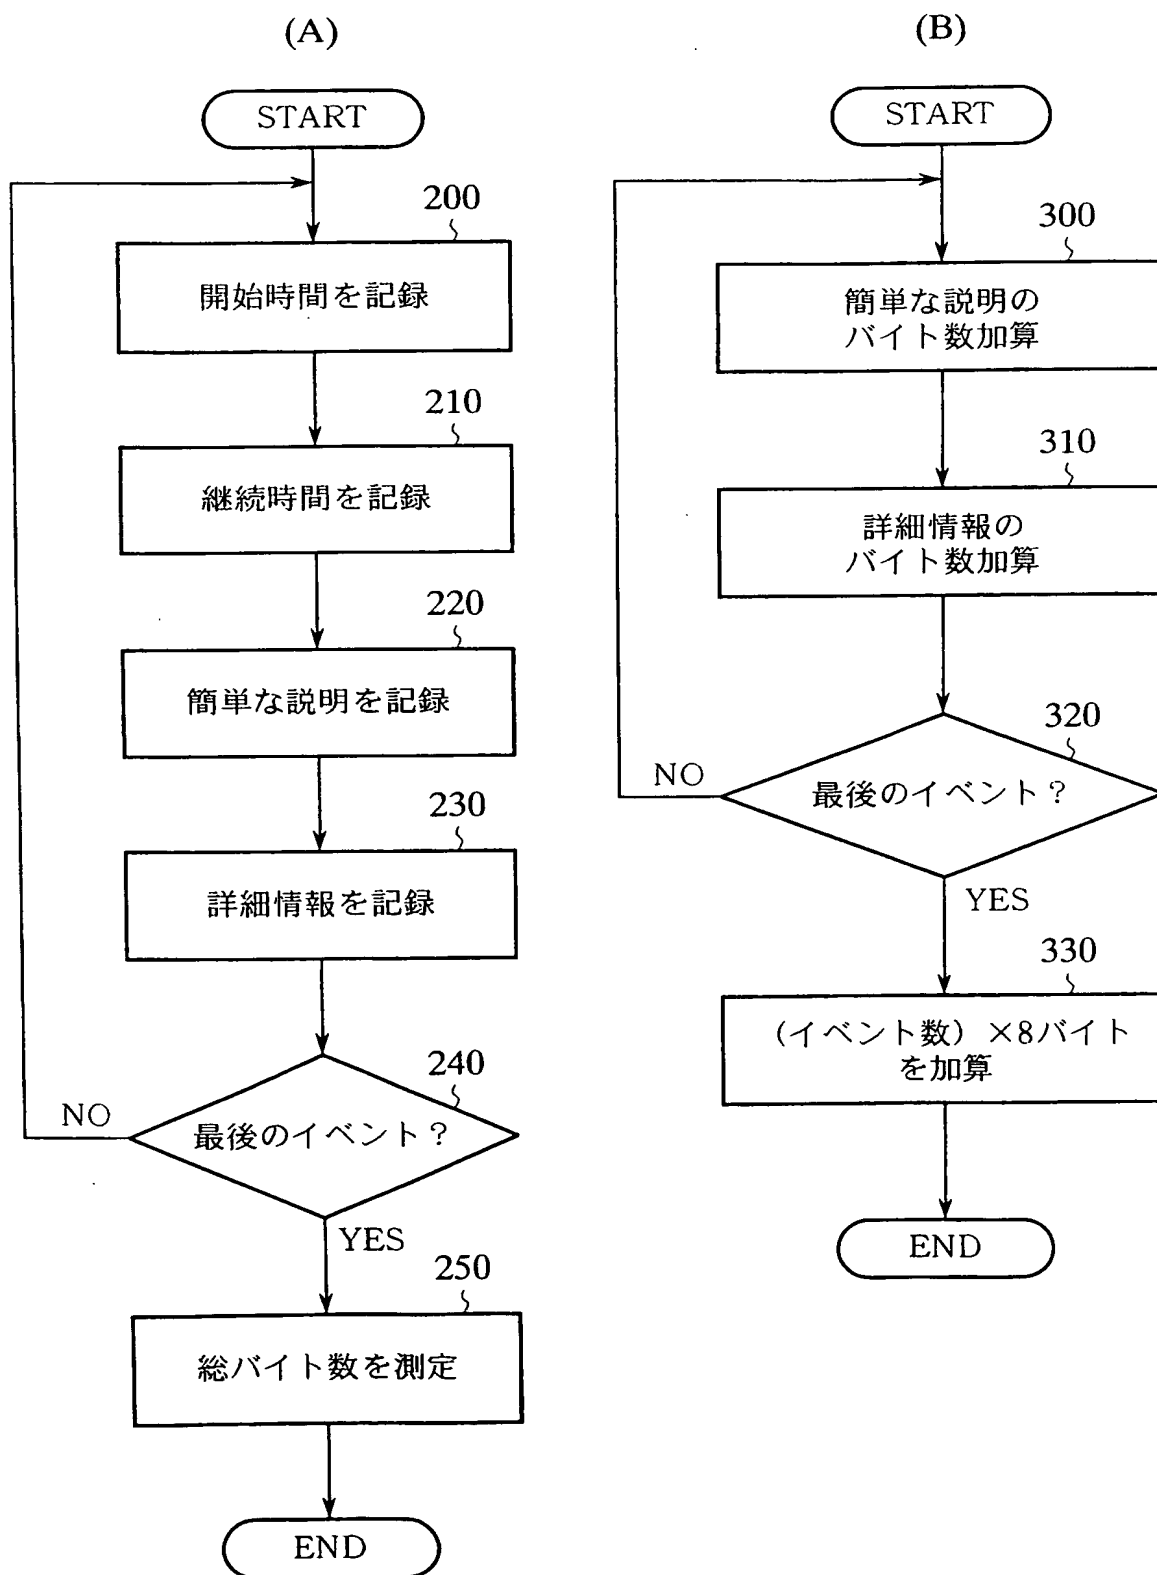 (A)
START
200
開始時間を記録
210
継続時間を記録
220
簡単な説明を記録
230
詳細情報を記録
240
最後のイベント？
NO
YES
250
総バイト数を測定
END
(B)
START
300
簡単な説明の
バイト数加算
310
詳細情報の
バイト数加算
320
最後のイベント？
NO
YES
330
（イベント数）×8バイト
を加算
END